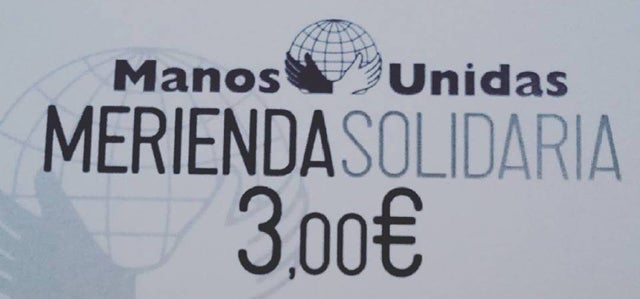 Manos Unidas
MERIENDA SOLIDARIA
3,00€